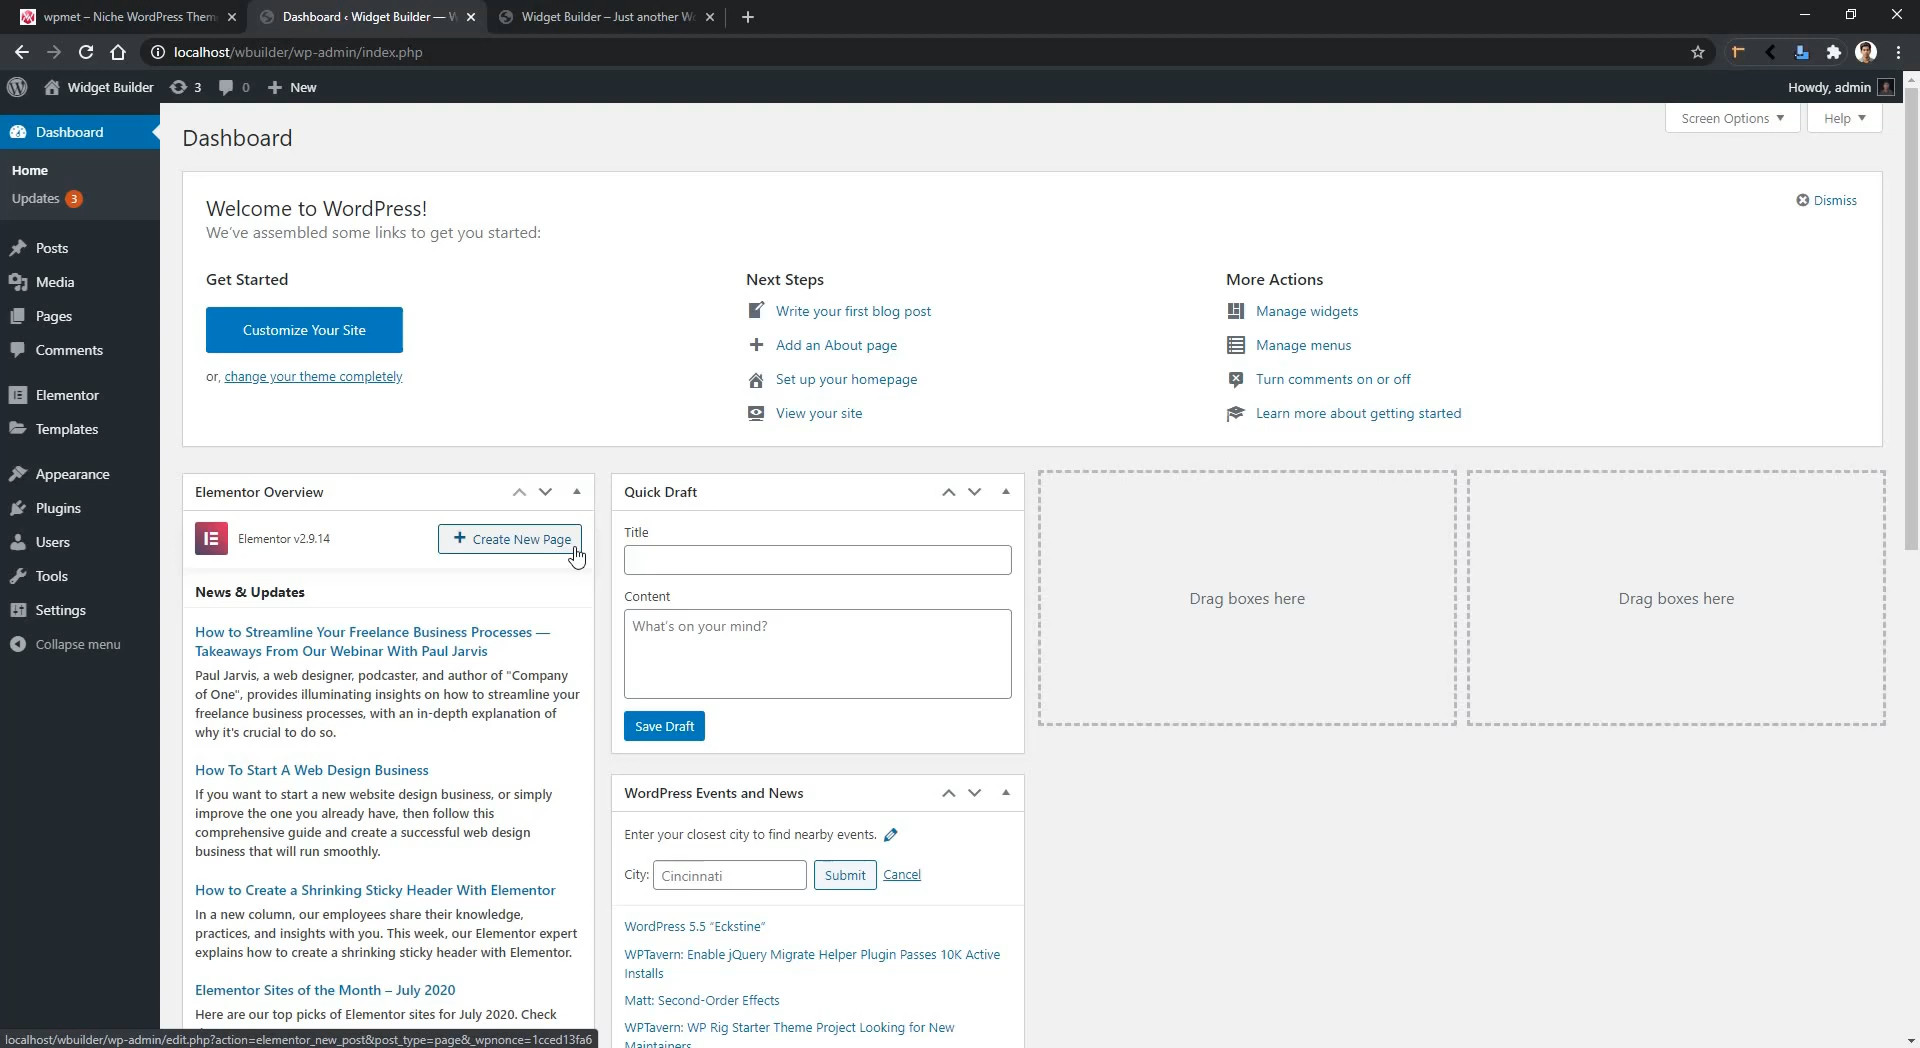 wpmet – Niche WordPress Them
Dashboard ‹ Widget Builder — W
Widget Builder – Just another W
localhost/wbuilder/wp-admin/index.php
Widget Builder
3
0
New
Howdy, admin
Dashboard
Home
Updates 3
Posts
Media
Pages
Comments
Elementor
Templates
Appearance
Plugins
Users
Tools
Settings
Collapse menu
Dashboard
Screen Options
Help
Welcome to WordPress!
We've assembled some links to get you started:
Dismiss
Get Started
Customize Your Site
or, change your theme completely
Next Steps
Write your first blog post
Add an About page
Set up your homepage
View your site
More Actions
Manage widgets
Manage menus
Turn comments on or off
Learn more about getting started
Elementor Overview
Elementor v2.9.14
+ Create New Page
News & Updates
How to Streamline Your Freelance Business Processes —
Takeaways From Our Webinar With Paul Jarvis
Paul Jarvis, a web designer, podcaster, and author of "Company
of One", provides illuminating insights on how to streamline your
freelance business processes, with an in-depth explanation of
why it's crucial to do so.
How To Start A Web Design Business
If you want to start a new website design business, or simply
improve the one you already have, then follow this
comprehensive guide and create a successful web design
business that will run smoothly.
How to Create a Shrinking Sticky Header With Elementor
In a new column, our employees share their knowledge,
practices, and insights with you. This week, our Elementor expert
explains how to create a shrinking sticky header with Elementor.
Elementor Sites of the Month – July 2020
Here are our top picks of Elementor sites for July 2020. Check
Quick Draft
Title
Content
What's on your mind?
Save Draft
WordPress Events and News
Enter your closest city to find nearby events.
City: Cincinnati Submit Cancel
WordPress 5.5 "Eckstine"
WPTavern: Enable jQuery Migrate Helper Plugin Passes 10K Active
Installs
Matt: Second-Order Effects
WPTavern: WP Rig Starter Theme Project Looking for New
Maintainers
Drag boxes here
Drag boxes here
localhost/wbuilder/wp-admin/edit.php?action=elementor_new_post&post_type=page&_wpnonce=1cced13fa6